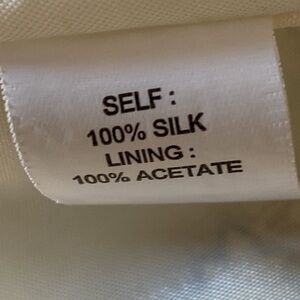 SELF :
100% SILK
LINING :
100% ACETATE